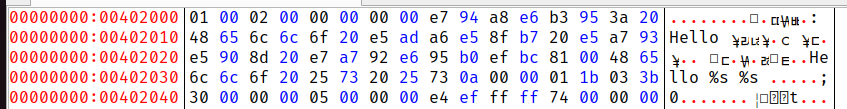 00000000:00402000 01 00 02 00 00 00 00 00 e7 94 a8 e6 b3 95 3a 20 ........ :
00000000:00402010 48 65 6c 6c 6f 20 e5 ad a6 e5 8f b7 20 e5 a7 93 Hello
00000000:00402020 e5 90 8d 20 e7 a7 92 e6 95 b0 ef bc 81 00 48 65 .He
00000000:00402030 6c 6c 6f 20 25 73 20 25 73 0a 00 00 01 1b 03 3b llo %s %s .....;
00000000:00402040 30 00 00 00 05 00 00 00 e4 ef ff ff 74 00 00 00 0....... t...